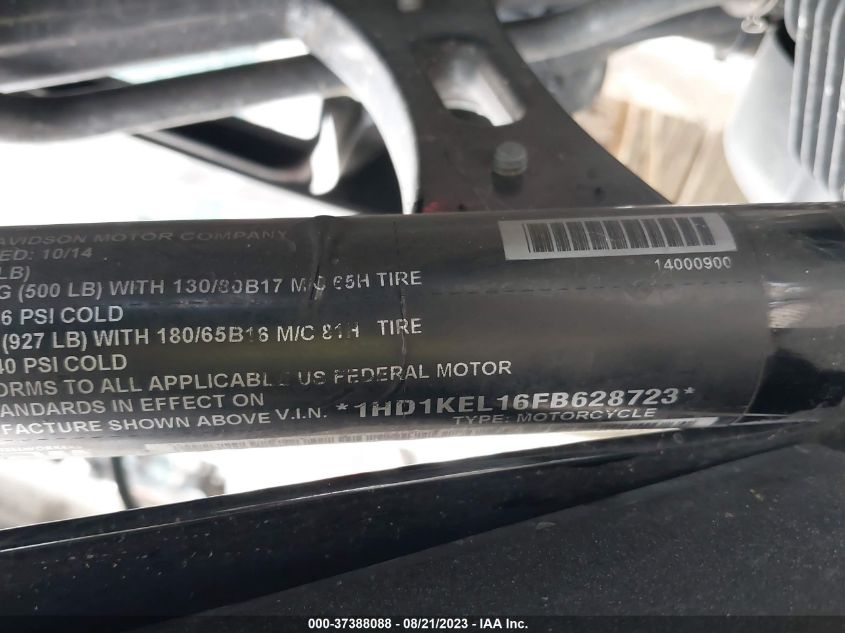 AVIDSON MOTOR COMPANY
ED: 10/14
LB)
G (500 LB) WITH 130/80B17 M/C 65H TIRE
6 PSI COLD
(927 LB) WITH 180/65B16 M/C 81H TIRE
40 PSI COLD
ORMS TO ALL APPLICABLE US FEDERAL MOTOR
STANDARDS IN EFFECT ON
FACTURE SHOWN ABOVE V.I.N. *1HD1KEL16FB628723*
TYPE: MOTORCYCLE
14000900
000-37388088 - 08/21/2023 - IAA Inc.